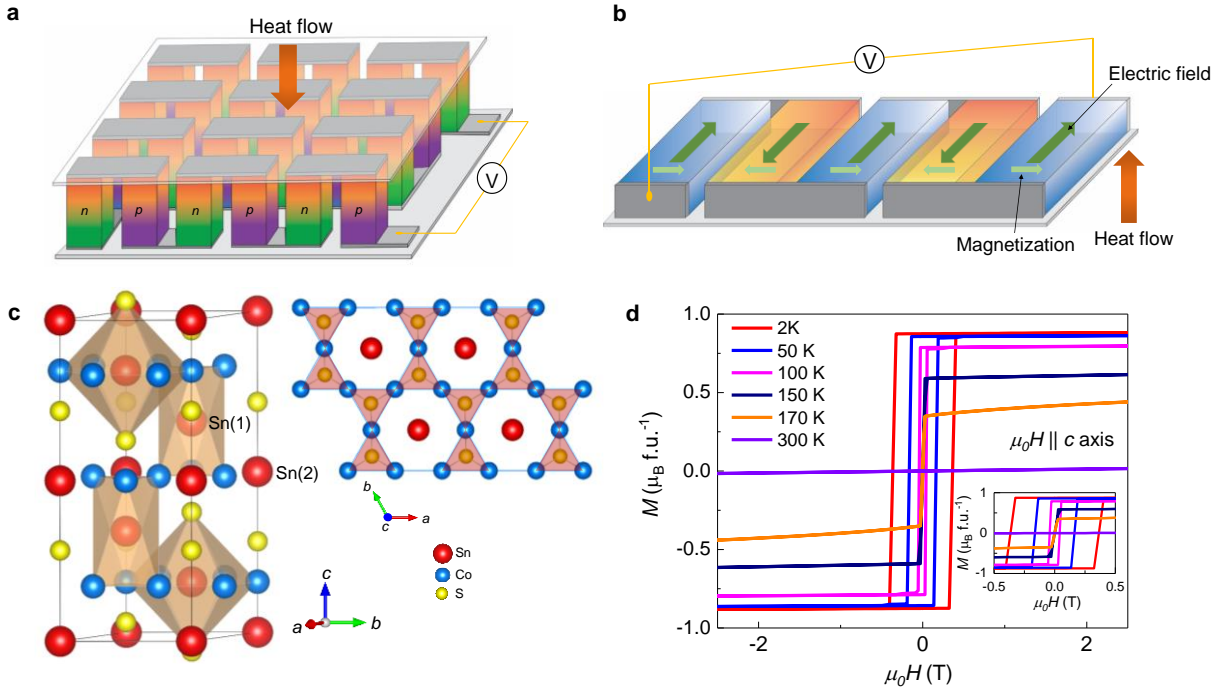 a
Heat flow
n
p
n
p
n
p
V
b
V
Electric field
Magnetization
Heat flow
c
Sn(1)
Sn(2)
b
c
a
Sn
Co
S
c
a
b
d
1.0
0.5
0.0
-0.5
-1.0
M (μB f.u.-1)
2K
50 K
100 K
150 K
170 K
300 K
μ0H || c axis
M (μB f.u.-1)
1
0
-1
-0.5
0.0
0.5
μ0H (T)
-2
0
2
μ0H (T)